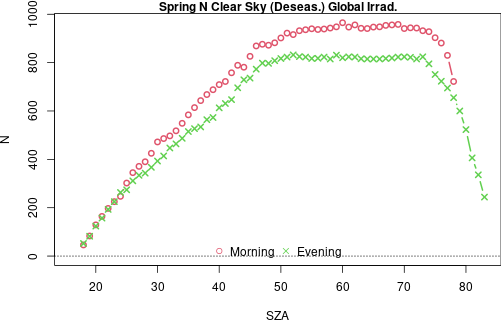 Spring N Clear Sky (Deseas.) Global Irrad.
1000
800
600
400
200
0
N
Morning
Evening
20 30 40 50 60 70 80
SZA